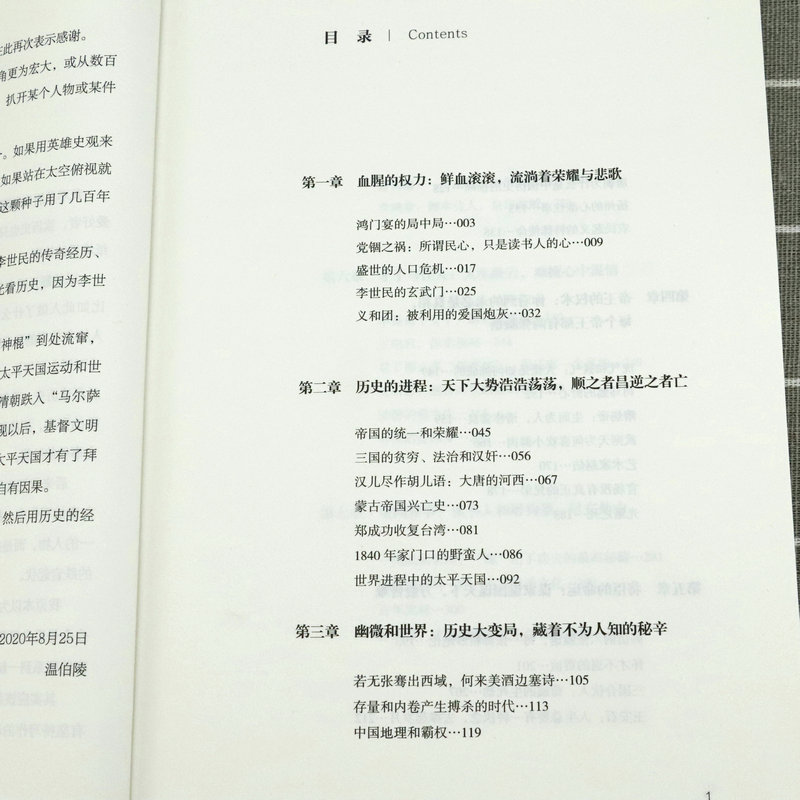 在此再次表示感谢。
角更为宏大，或从数百
扒开某个人物或某件
。如果用英雄史观来
如果站在太空俯视就
这颗种子用了几百年
李世民的传奇经历、
光看历史，因为李世
神棍”到处流窜，
太平天国运动和世
清朝跌入“马尔萨
观以后，基督文明
太平天国才有了拜
自有因果。
然后用历史的经
2020年8月25日
温伯陵
目 录 | Contents
第一章 血腥的权力：鲜血滚滚，流淌着荣耀与悲歌
鸿门宴的局中局…003
党锢之祸：所谓民心，只是读书人的心…009
盛世的人口危机…017
李世民的玄武门…025
义和团：被利用的爱国炮灰…032
第二章 历史的进程：天下大势浩浩荡荡，顺之者昌逆之者亡
帝国的统一和荣耀…045
三国的贫穷、法治和汉奸…056
汉儿尽作胡儿语：大唐的河西…067
蒙古帝国兴亡史…073
郑成功收复台湾…081
1840 年家门口的野蛮人…086
世界进程中的太平天国…092
第三章 幽微和世界：历史大变局，藏着不为人知的秘辛
若无张骞出西域，何来美酒边塞诗…105
存量和内卷产生搏杀的时代…113
中国地理和霸权…119
1